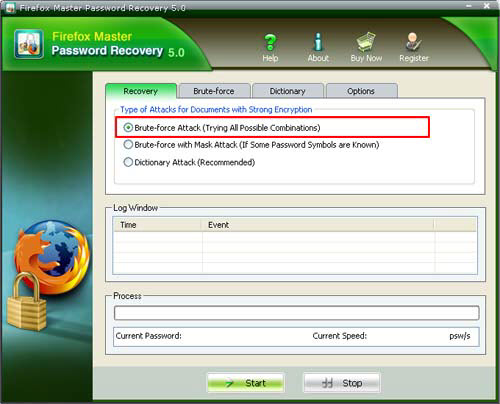 Firefox Master Password Recovery 5.0
Firefox Master
Password Recovery 5.0
Help
About
Buy Now
Register
Recovery
Brute-force
Dictionary
Options
Type of Attacks for Documents with Strong Encryption
Brute-force Attack (Trying All Possible Combinations)
Brute-force with Mask Attack (If Some Password Symbols are Known)
Dictionary Attack (Recommended)
Log Window
Time Event
Process
Current Password: Current Speed: psw/s
Start
Stop